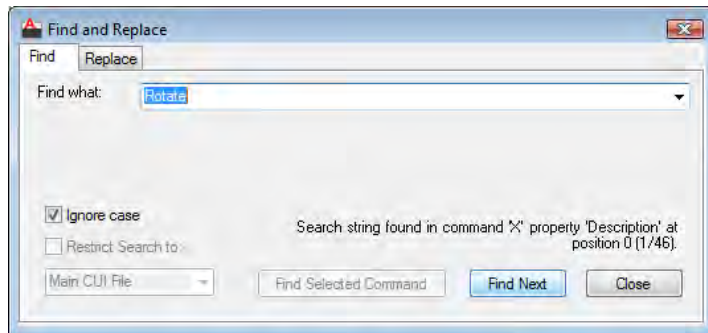 Find and Replace
Find
Replace
Find what:
Rotate
Ignore case
Search string found in command 'X' property 'Description' at
position 0 (1/46).
Restrict Search to:
Main CUI File
Find Selected Command
Find Next
Close